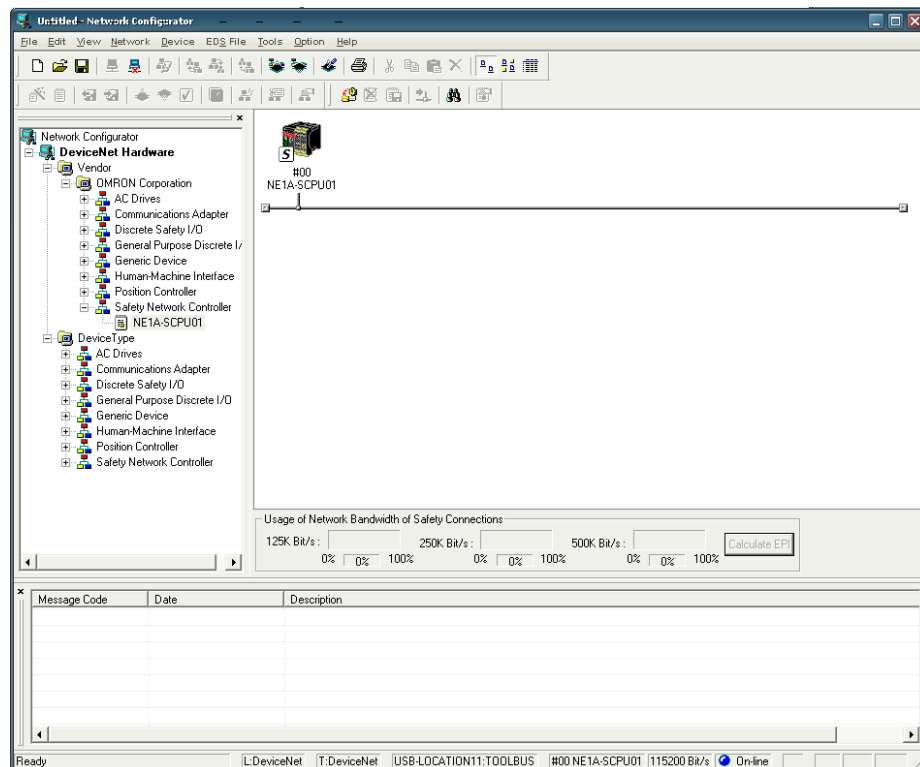 Untitled - Network Configurator
File Edit View Network Device EDS File Tools Option Help
Network Configurator
DeviceNet Hardware
Vendor
OMRON Corporation
AC Drives
Communications Adapter
Discrete Safety I/O
General Purpose Discrete I/
Generic Device
Human-Machine Interface
Position Controller
Safety Network Controller
NE1A-SCPU01
DeviceType
AC Drives
Communications Adapter
Discrete Safety I/O
General Purpose Discrete I/O
Generic Device
Human-Machine Interface
Position Controller
Safety Network Controller
S
#00
NE1A-SCPU01
Usage of Network Bandwidth of Safety Connections
125K Bit/s : 250K Bit/s : 500K Bit/s : Calculate EPI
0% 0% 100% 0% 0% 100% 0% 0% 100%
Message Code Date Description
Ready L:DeviceNet T:DeviceNet USB-LOCATION11:TOOLBUS #00 NE1A-SCPU01 115200 Bit/s On-line